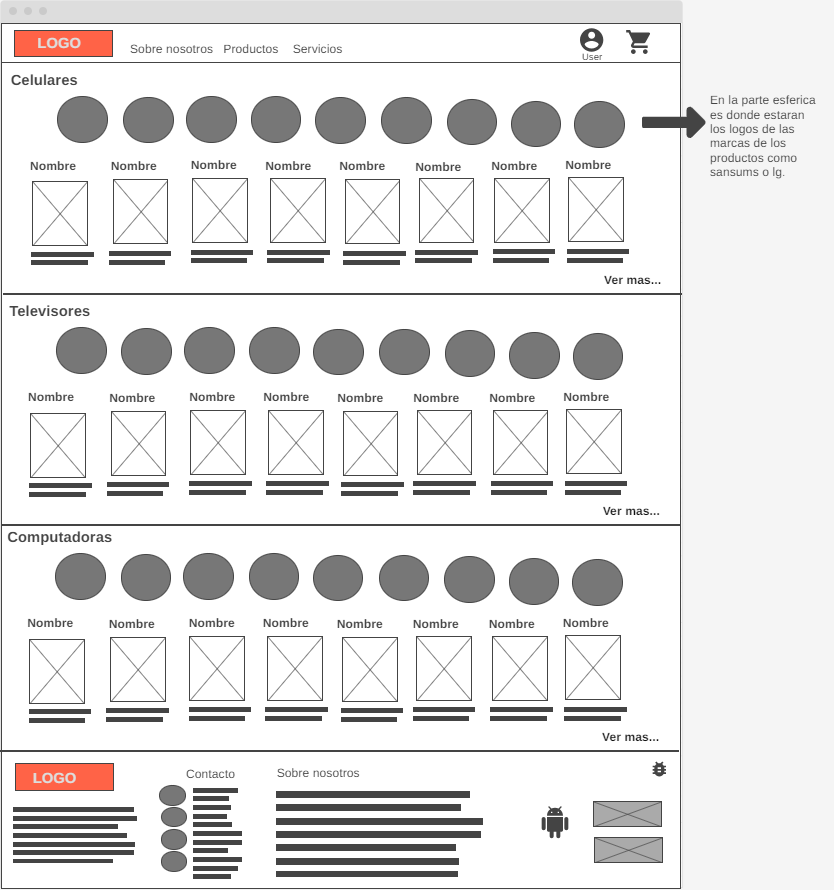 LOGO
Sobre nosotros Productos Servicios
User
Celulares
En la parte esferica
es donde estaran
los logos de las
marcas de los
productos como
sansums o lg.
Nombre Nombre Nombre Nombre Nombre Nombre Nombre Nombre
Ver mas...
Televisores
Nombre Nombre Nombre Nombre Nombre Nombre Nombre Nombre
Ver mas...
Computadoras
Nombre Nombre Nombre Nombre Nombre Nombre Nombre Nombre
Ver mas...
LOGO
Contacto
Sobre nosotros